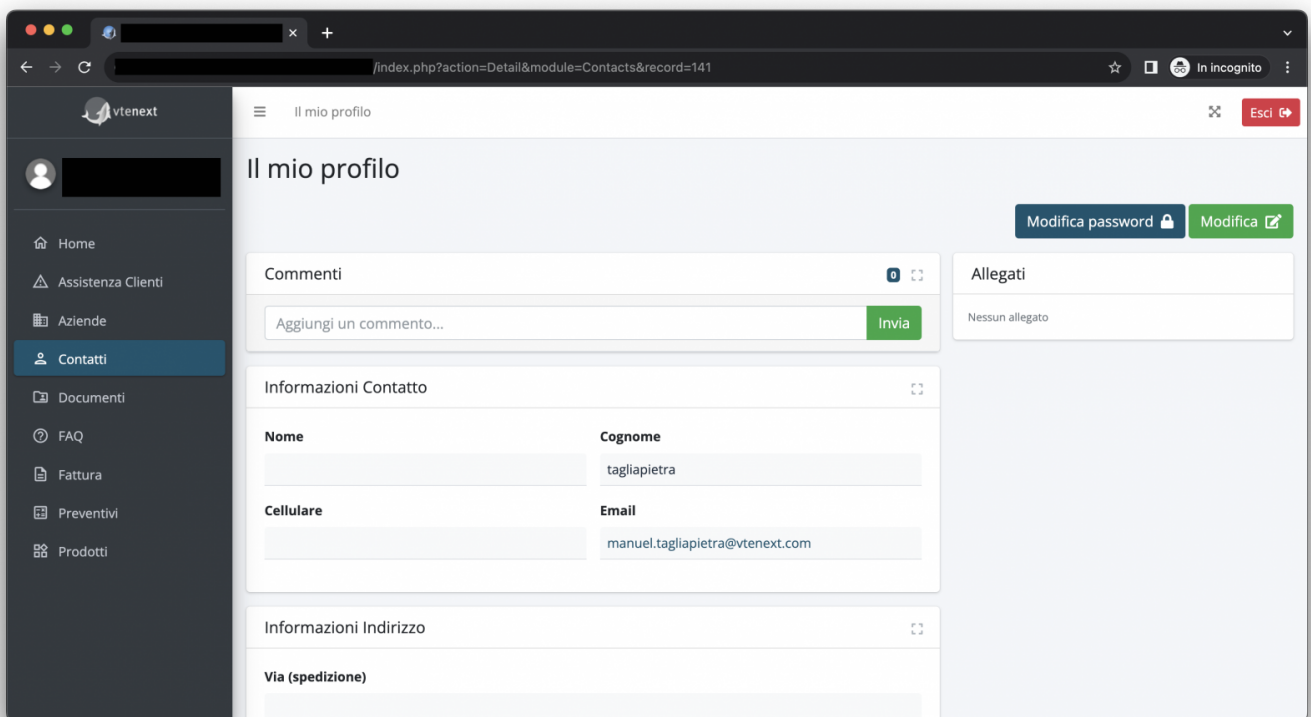 /index.php?action=Detail&module=Contacts&record=141
In incognito
vtenext
Il mio profilo
Esci
Il mio profilo
Modifica password
Modifica
Home
Assistenza Clienti
Aziende
Contatti
Documenti
FAQ
Fattura
Preventivi
Prodotti
Commenti
0
Aggiungi un commento...
Invia
Allegati
Nessun allegato
Informazioni Contatto
Nome
Cognome
tagliapietra
Cellulare
Email
manuel.tagliapietra@vtenext.com
Informazioni Indirizzo
Via (spedizione)